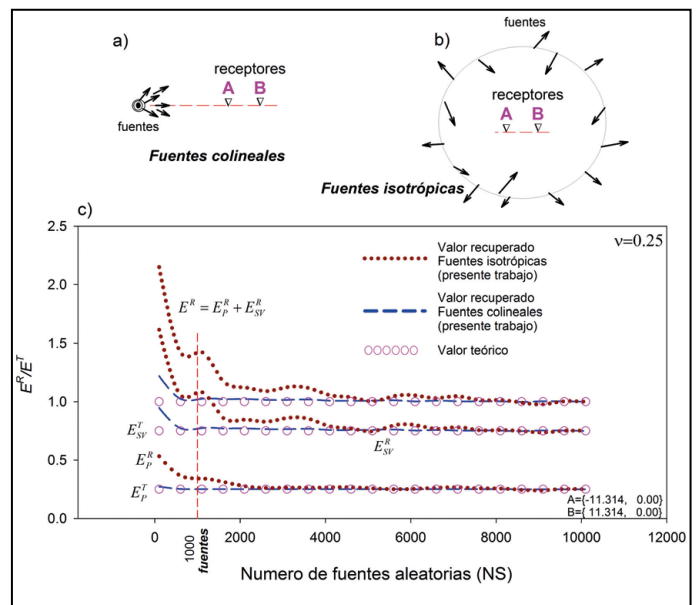 a)
receptores
A B
fuentes
Fuentes colineales
b)
fuentes
receptores
A B
Fuentes isotrópicas
c)
ν=0.25
Valor recuperado
Fuentes isotrópicas
(presente trabajo)
Valor recuperado
Fuentes colineales
(presente trabajo)
Valor teórico
E^R = E_P^R + E_SV^R
E^R/E^T
2.5
2.0
1.5
1.0
0.5
0.0
E_SV^T
E_P^R
E_P^T
E_SV^R
A={-11.314, 0.00}
B={ 11.314, 0.00}
0
1000
fuentes
2000
4000
6000
8000
10000
12000
Numero de fuentes aleatorias (NS)